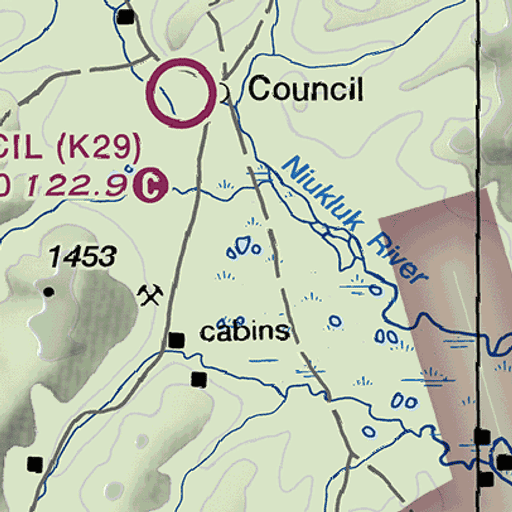 Council
CIL (K29)
0 122.9 C
Niukluk River
1453
cabins